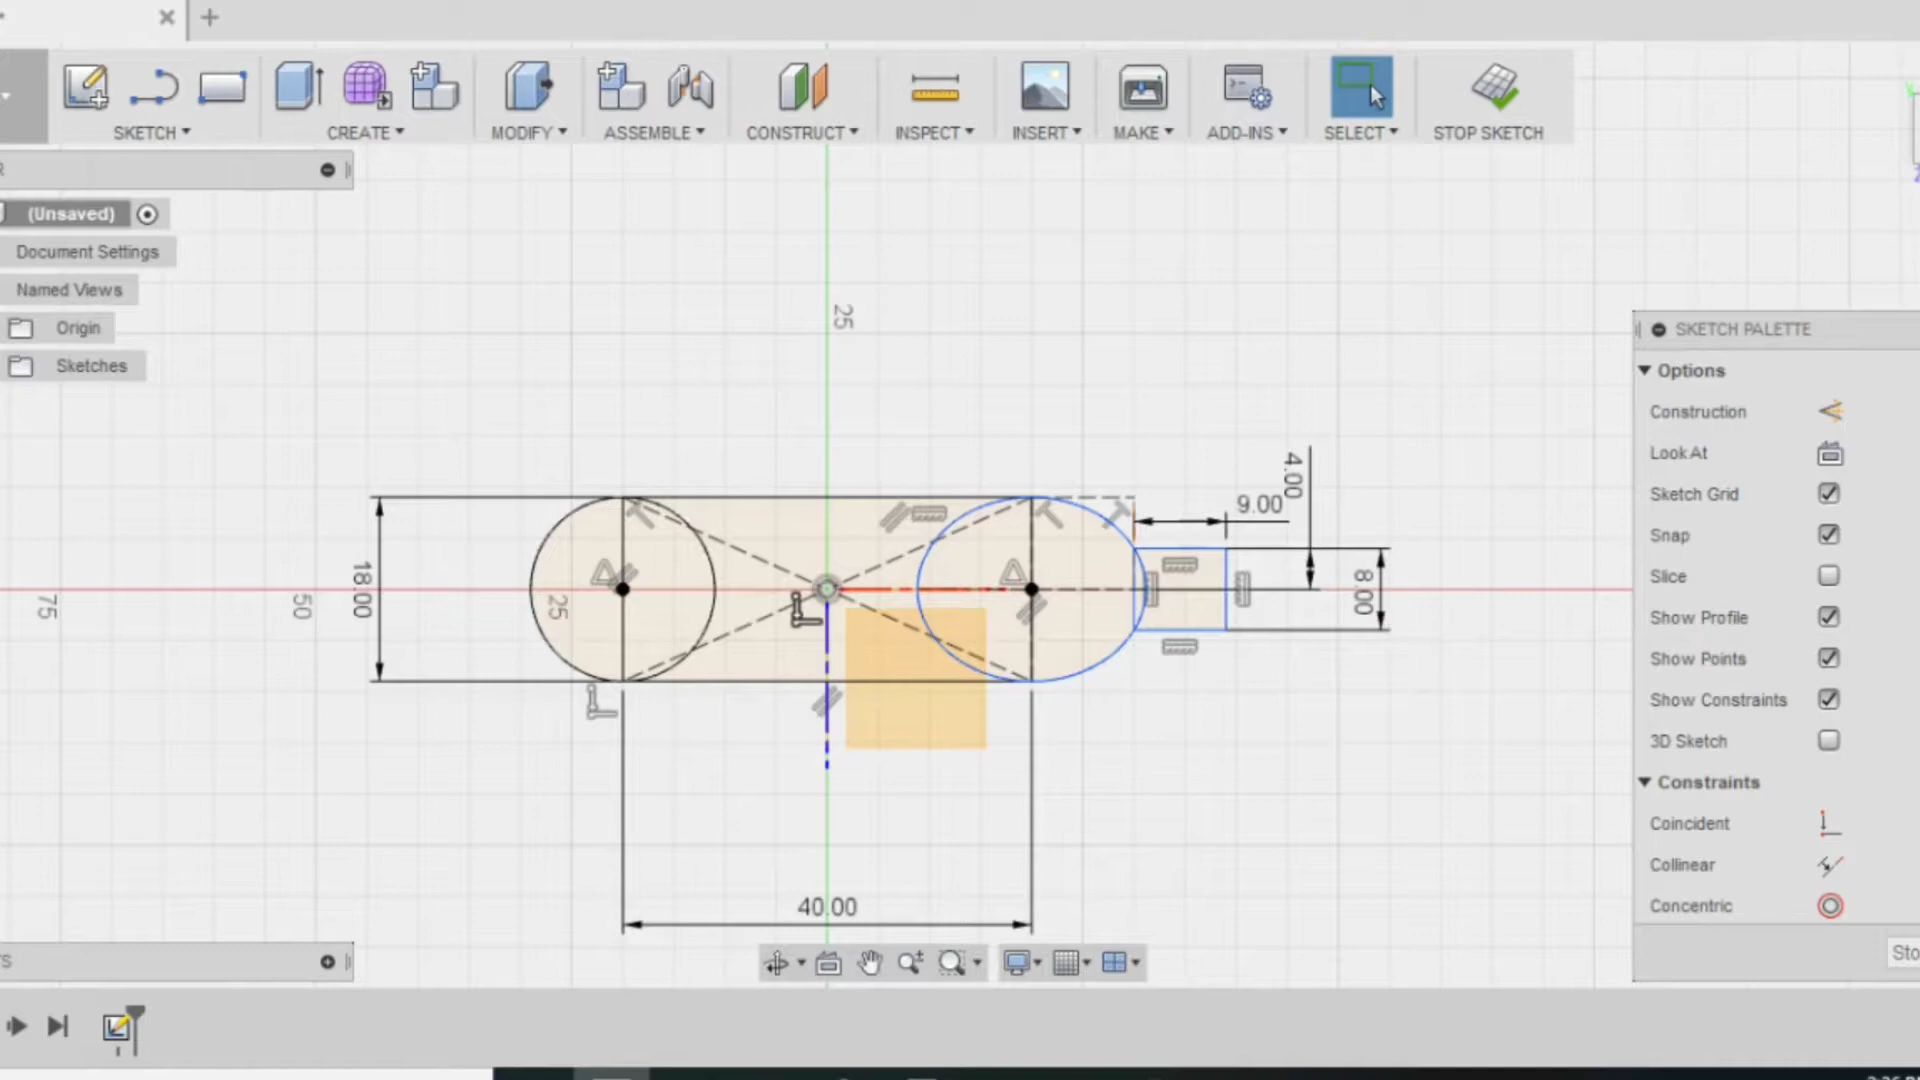 SKETCH CREATE MODIFY ASSEMBLE CONSTRUCT INSPECT INSERT MAKE ADD-INS SELECT STOP SKETCH
(Unsaved)
Document Settings
Named Views
Origin
Sketches
25
75
50
25
18.00
40.00
9.00
4.00
8.00
SKETCH PALETTE
Options
Construction
Look At
Sketch Grid
Snap
Slice
Show Profile
Show Points
Show Constraints
3D Sketch
Constraints
Coincident
Collinear
Concentric
Sto